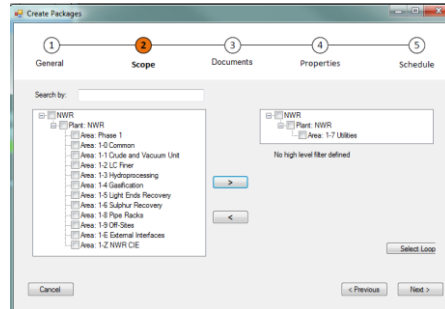 Create Packages
1 2 3 4 5
General Scope Documents Properties Schedule
Search by:
NWR
Plant: NWR
Area: Phase 1
Area: 1-0 Common
Area: 1-1 Crude and Vacuum Unit
Area: 1-2 LC Finer
Area: 1-3 Hydroprocessing
Area: 1-4 Gasification
Area: 1-5 Light Ends Recovery
Area: 1-6 Sulphur Recovery
Area: 1-8 Pipe Racks
Area: 1-9 Off-Sites
Area: 1-E External Interfaces
Area: 1-Z NWR CIE
>
<
NWR
Plant: NWR
Area: 1-7 Utilities
No high level filter defined
Select Loop
Cancel
< Previous
Next >